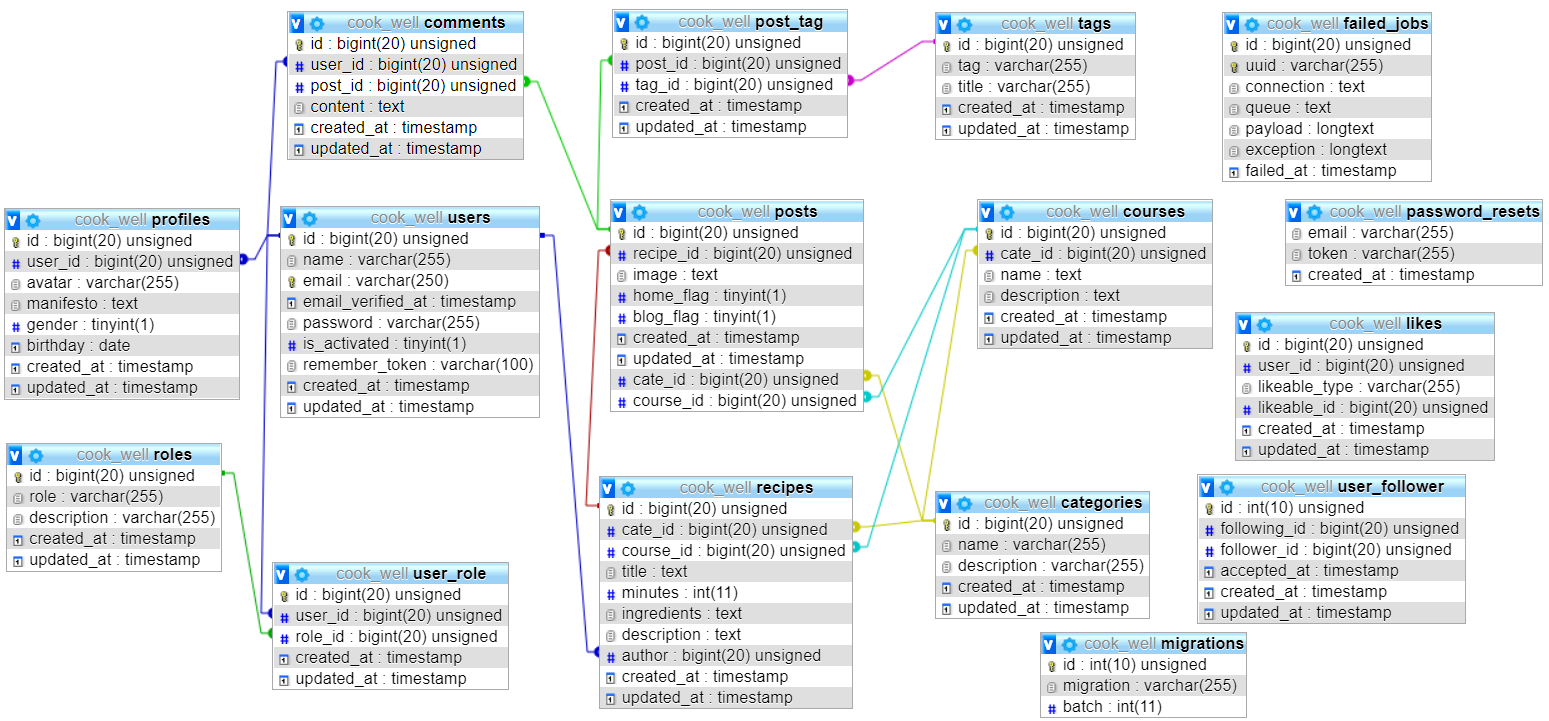 cook_well comments
id : bigint(20) unsigned
user_id : bigint(20) unsigned
post_id : bigint(20) unsigned
content : text
created_at : timestamp
updated_at : timestamp
cook_well post_tag
id : bigint(20) unsigned
post_id : bigint(20) unsigned
tag_id : bigint(20) unsigned
created_at : timestamp
updated_at : timestamp
cook_well tags
id : bigint(20) unsigned
tag : varchar(255)
title : varchar(255)
created_at : timestamp
updated_at : timestamp
cook_well failed_jobs
id : bigint(20) unsigned
uuid : varchar(255)
connection : text
queue : text
payload : longtext
exception : longtext
failed_at : timestamp
cook_well profiles
id : bigint(20) unsigned
user_id : bigint(20) unsigned
avatar : varchar(255)
manifesto : text
gender : tinyint(1)
birthday : date
created_at : timestamp
updated_at : timestamp
cook_well users
id : bigint(20) unsigned
name : varchar(255)
email : varchar(250)
email_verified_at : timestamp
password : varchar(255)
is_activated : tinyint(1)
remember_token : varchar(100)
created_at : timestamp
updated_at : timestamp
cook_well posts
id : bigint(20) unsigned
recipe_id : bigint(20) unsigned
image : text
home_flag : tinyint(1)
blog_flag : tinyint(1)
created_at : timestamp
updated_at : timestamp
cate_id : bigint(20) unsigned
course_id : bigint(20) unsigned
cook_well courses
id : bigint(20) unsigned
cate_id : bigint(20) unsigned
name : text
description : text
created_at : timestamp
updated_at : timestamp
cook_well password_resets
email : varchar(255)
token : varchar(255)
created_at : timestamp
cook_well likes
id : bigint(20) unsigned
user_id : bigint(20) unsigned
likeable_type : varchar(255)
likeable_id : bigint(20) unsigned
created_at : timestamp
updated_at : timestamp
cook_well roles
id : bigint(20) unsigned
role : varchar(255)
description : varchar(255)
created_at : timestamp
updated_at : timestamp
cook_well user_role
id : bigint(20) unsigned
user_id : bigint(20) unsigned
role_id : bigint(20) unsigned
created_at : timestamp
updated_at : timestamp
cook_well recipes
id : bigint(20) unsigned
cate_id : bigint(20) unsigned
course_id : bigint(20) unsigned
title : text
minutes : int(11)
ingredients : text
description : text
author : bigint(20) unsigned
created_at : timestamp
updated_at : timestamp
cook_well categories
id : bigint(20) unsigned
name : varchar(255)
description : varchar(255)
created_at : timestamp
updated_at : timestamp
cook_well user_follower
id : int(10) unsigned
following_id : bigint(20) unsigned
follower_id : bigint(20) unsigned
accepted_at : timestamp
created_at : timestamp
updated_at : timestamp
cook_well migrations
id : int(10) unsigned
migration : varchar(255)
batch : int(11)